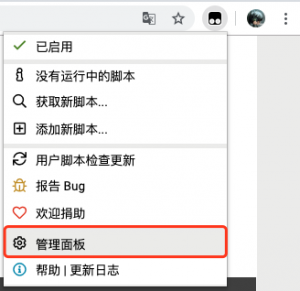 已启用
没有运行中的脚本
获取新脚本...
添加新脚本...
用户脚本检查更新
报告 Bug
欢迎捐助
管理面板
帮助 | 更新日志